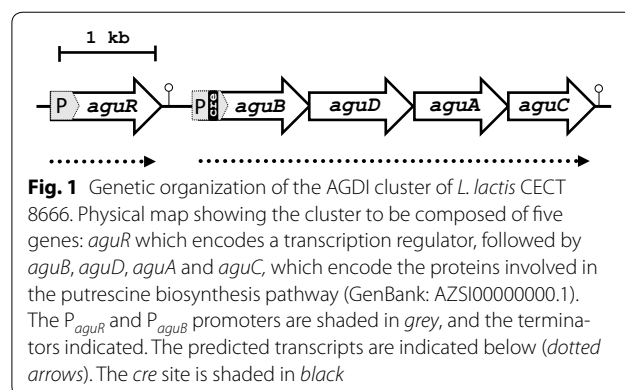 1 kb
P aguR P cre aguB aguD aguA aguC
Fig. 1 Genetic organization of the AGDI cluster of L. lactis CECT
8666. Physical map showing the cluster to be composed of five
genes: aguR which encodes a transcription regulator, followed by
aguB, aguD, aguA and aguC, which encode the proteins involved in
the putrescine biosynthesis pathway (GenBank: AZSI00000000.1).
The PaguR and PaguB promoters are shaded in grey, and the termina-
tors indicated. The predicted transcripts are indicated below (dotted
arrows). The cre site is shaded in black